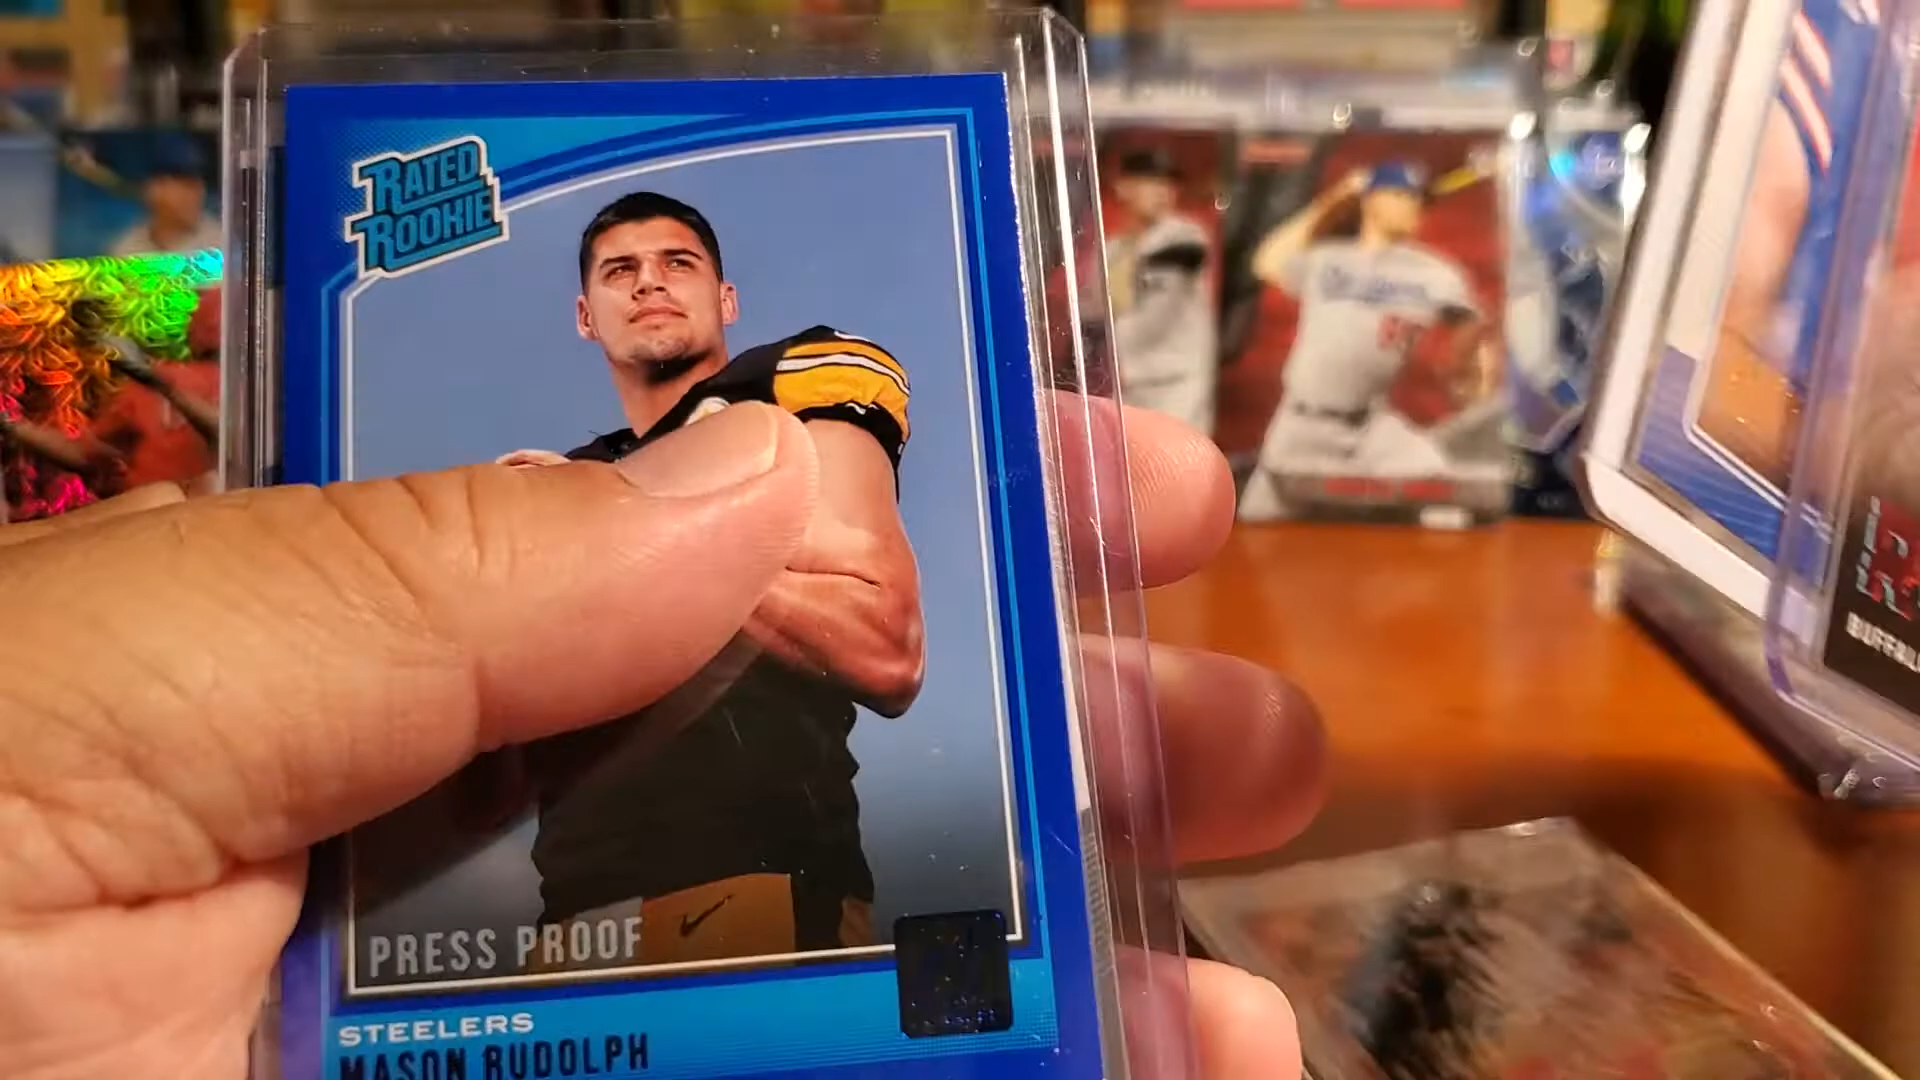 RATED
ROOKIE
PRESS PROOF
STEELERS
MASON RUDOLPH